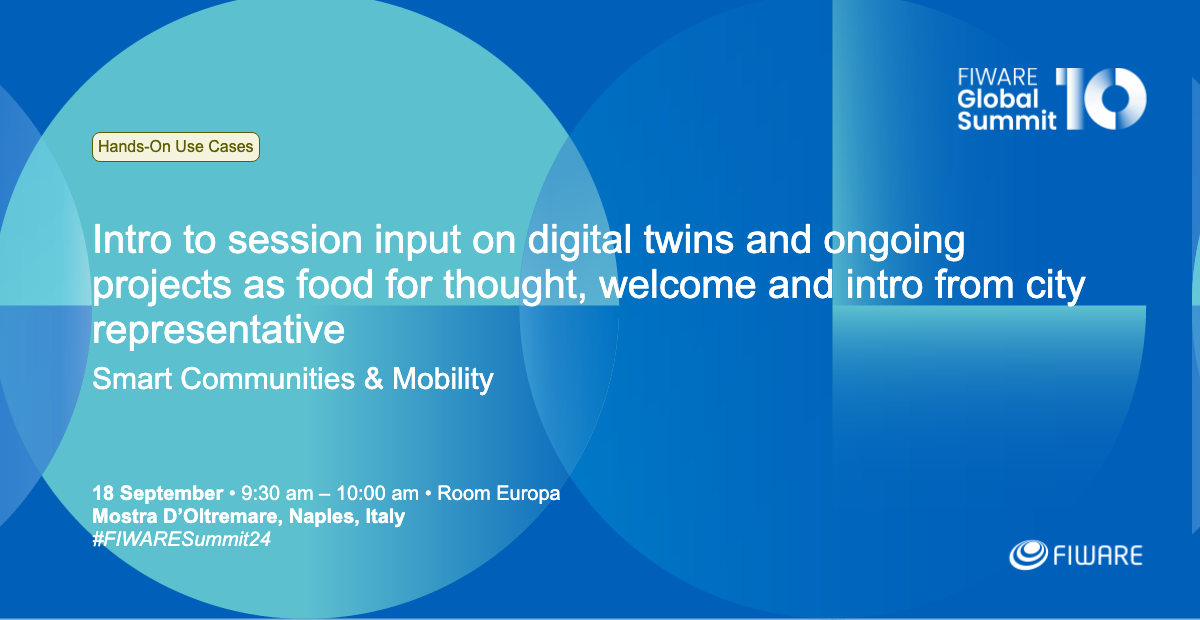 FIWARE
Global
Summit 10
Hands-On Use Cases
Intro to session input on digital twins and ongoing
projects as food for thought, welcome and intro from city
representative
Smart Communities & Mobility
18 September • 9:30 am – 10:00 am • Room Europa
Mostra D’Oltremare, Naples, Italy
#FIWARESummit24
FIWARE